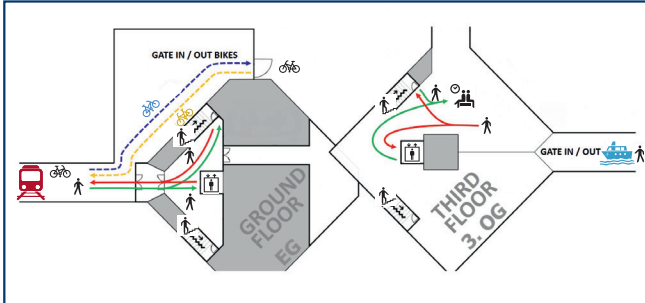 GATE IN / OUT BIKES
GROUND
FLOOR
EG
GATE IN / OUT
THIRD
FLOOR
3. OG